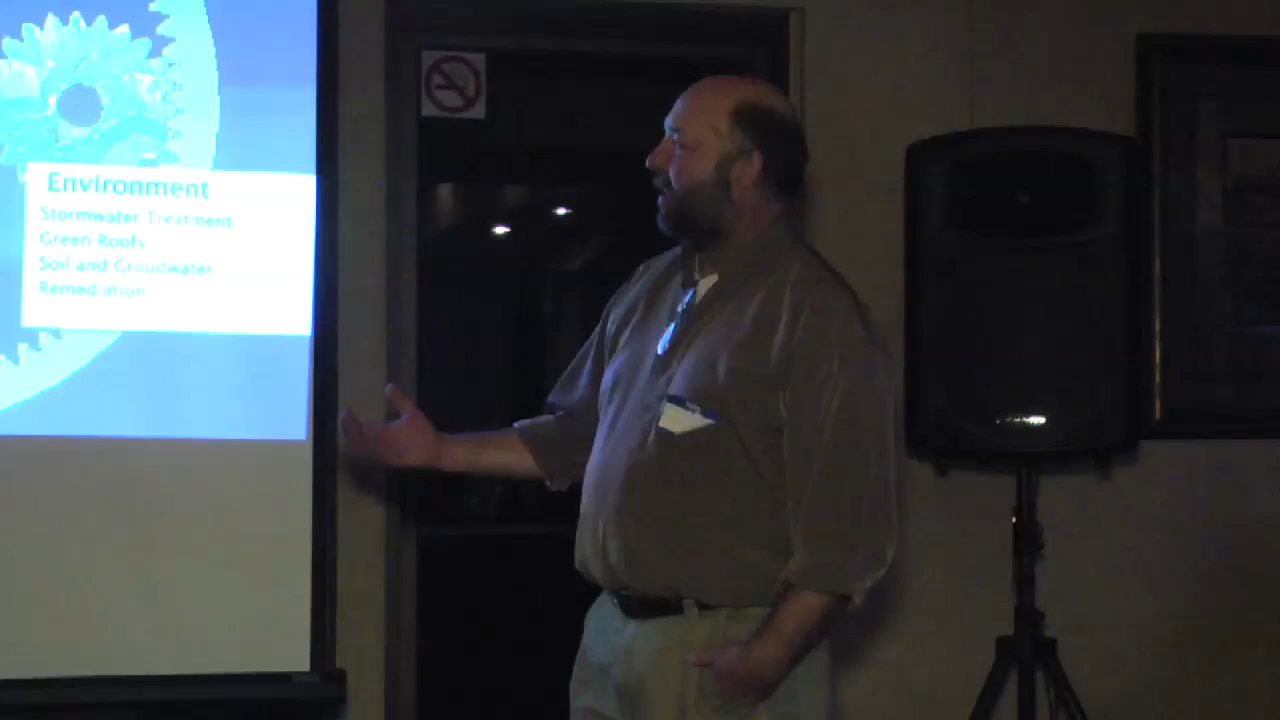 Environment
Stormwater Treatment
Green Roofs
Soil and Groudwater
Remediation